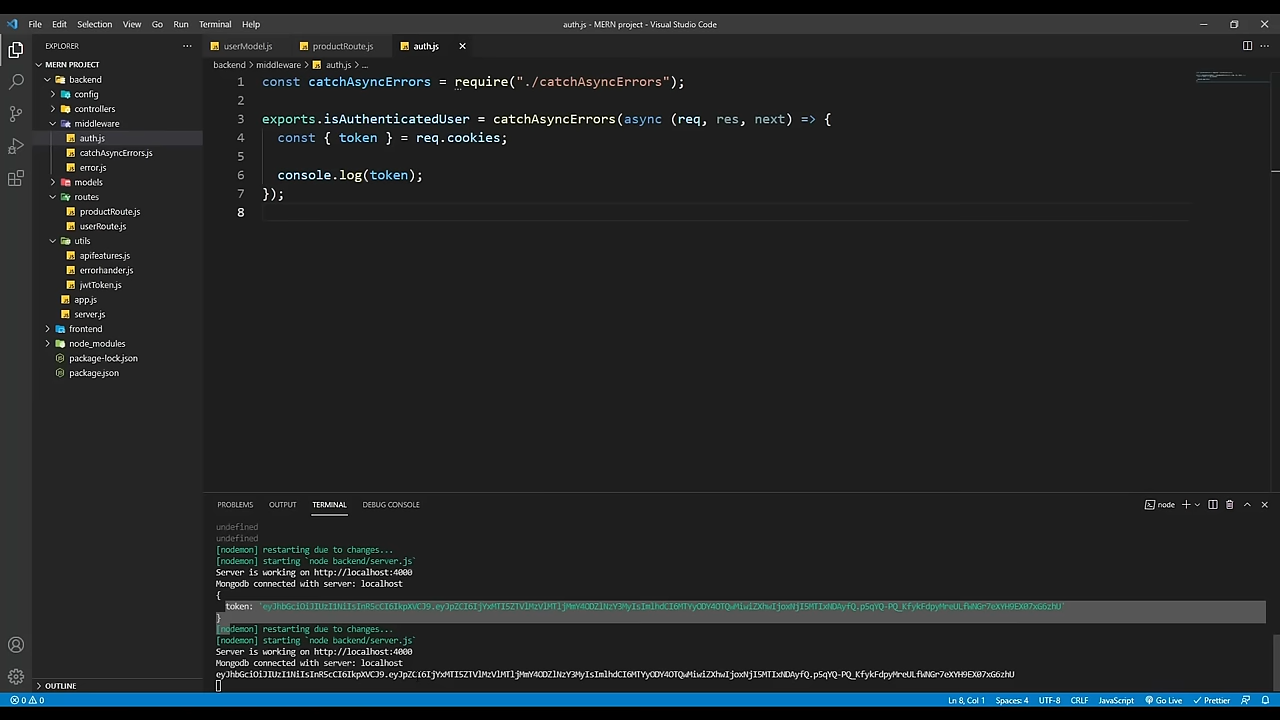 File Edit Selection View Go Run Terminal Help
auth.js - MERN project - Visual Studio Code
EXPLORER
userModel.js
productRoute.js
auth.js
MERN PROJECT
backend
config
controllers
middleware
auth.js
catchAsyncErrors.js
error.js
models
routes
productRoute.js
userRoute.js
utils
apifeatures.js
errorhander.js
jwtToken.js
app.js
server.js
frontend
node_modules
package-lock.json
package.json
OUTLINE
backend > middleware > auth.js > ...
1 const catchAsyncErrors = require("./catchAsyncErrors");
2
3 exports.isAuthenticatedUser = catchAsyncErrors(async (req, res, next) => {
4 const { token } = req.cookies;
5
6 console.log(token);
7 });
8
PROBLEMS OUTPUT TERMINAL DEBUG CONSOLE
node
undefined
undefined
[nodemon] restarting due to changes...
[nodemon] starting `node backend/server.js`
Server is working on http://localhost:4000
Mongodb connected with server: localhost
{
token:
}
[nodemon] restarting due to changes...
[nodemon] starting `node backend/server.js`
Server is working on http://localhost:4000
Mongodb connected with server: localhost
0 0
Ln 8, Col 1 Spaces: 4 UTF-8 CRLF JavaScript Go Live Prettier